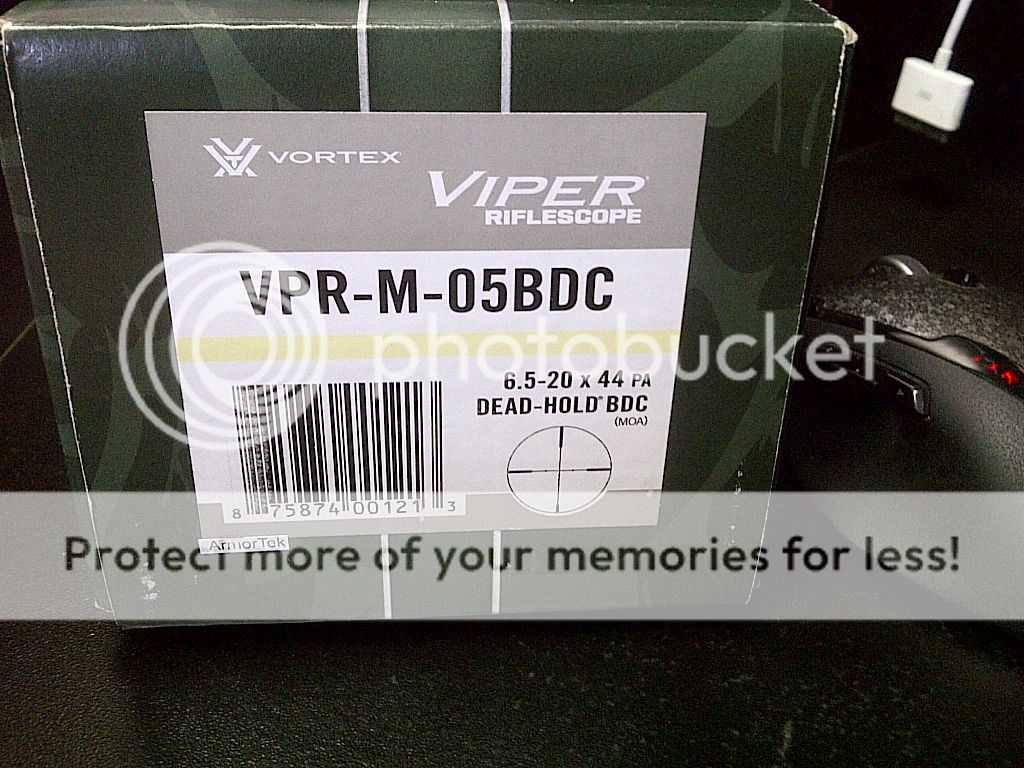 VORTEX
VIPER®
RIFLESCOPE
VPR-M-05BDC
photobucket
6.5-20 x 44 PA
DEAD-HOLD® BDC
(MOA)
8 75874 00121 3
ArmorTek
Protect more of your memories for less!